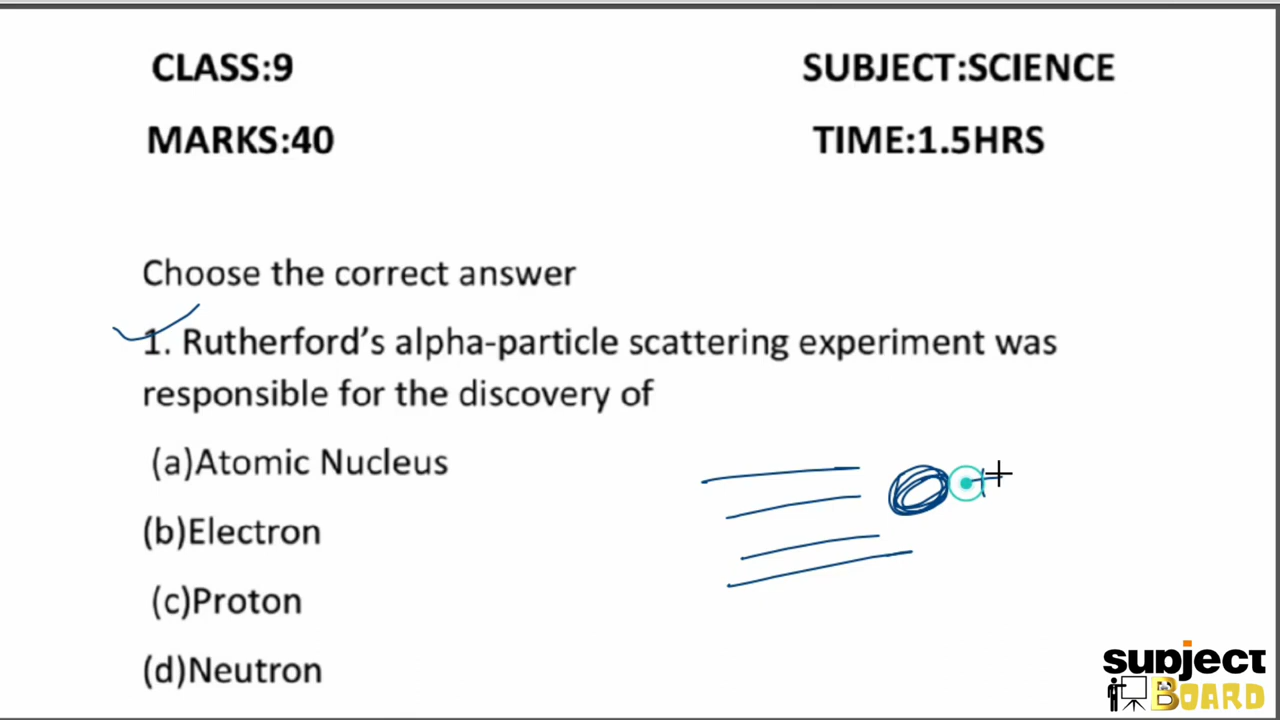 CLASS:9 SUBJECT:SCIENCE
MARKS:40 TIME:1.5HRS
Choose the correct answer
1. Rutherford's alpha-particle scattering experiment was
responsible for the discovery of
(a)Atomic Nucleus
(b)Electron
(c)Proton
(d)Neutron
subject
BOARD